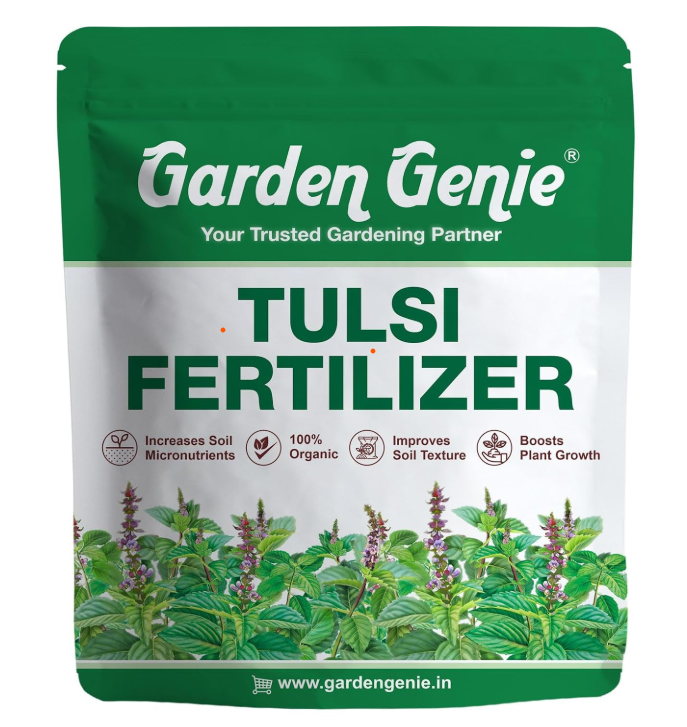 Garden Genie®
Your Trusted Gardening Partner
TULSI
FERTILIZER
Increases Soil
Micronutrients
100%
Organic
Improves
Soil Texture
Boosts
Plant Growth
www.gardengenie.in